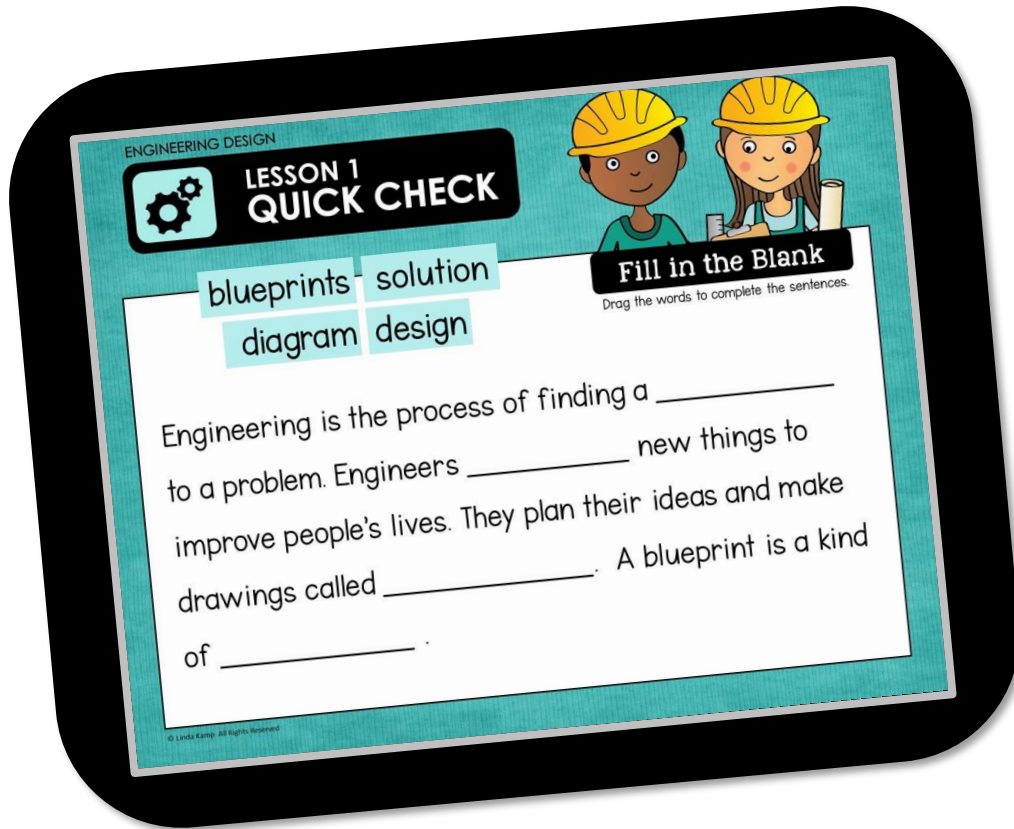 ENGINEERING DESIGN
LESSON 1
QUICK CHECK
blueprints solution
diagram design
Fill in the Blank
Drag the words to complete the sentences.
Engineering is the process of finding a ____________
to a problem. Engineers ___________ new things to
improve people's lives. They plan their ideas and make
drawings called ______________. A blueprint is a kind
of _____________ .
© Linda Kamp All Rights Reserved